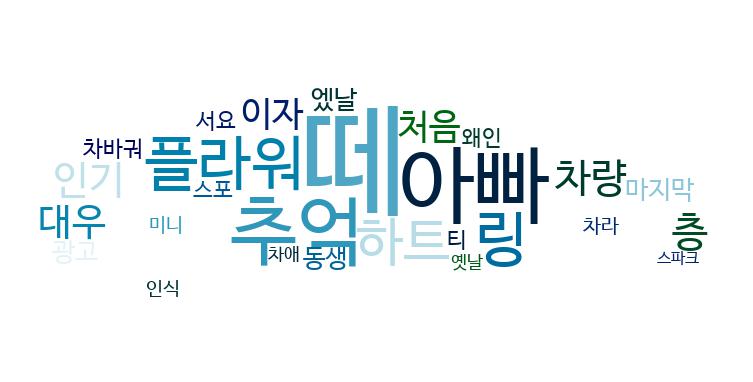 엤날
서요 이자
떼
처음
왜인
차바궈
플라워
아빠
인기
스포
차량
마지막
대우
미니
추억
하트
티
링
차라
층
광고
차애
동생
옛날
스파크
인식